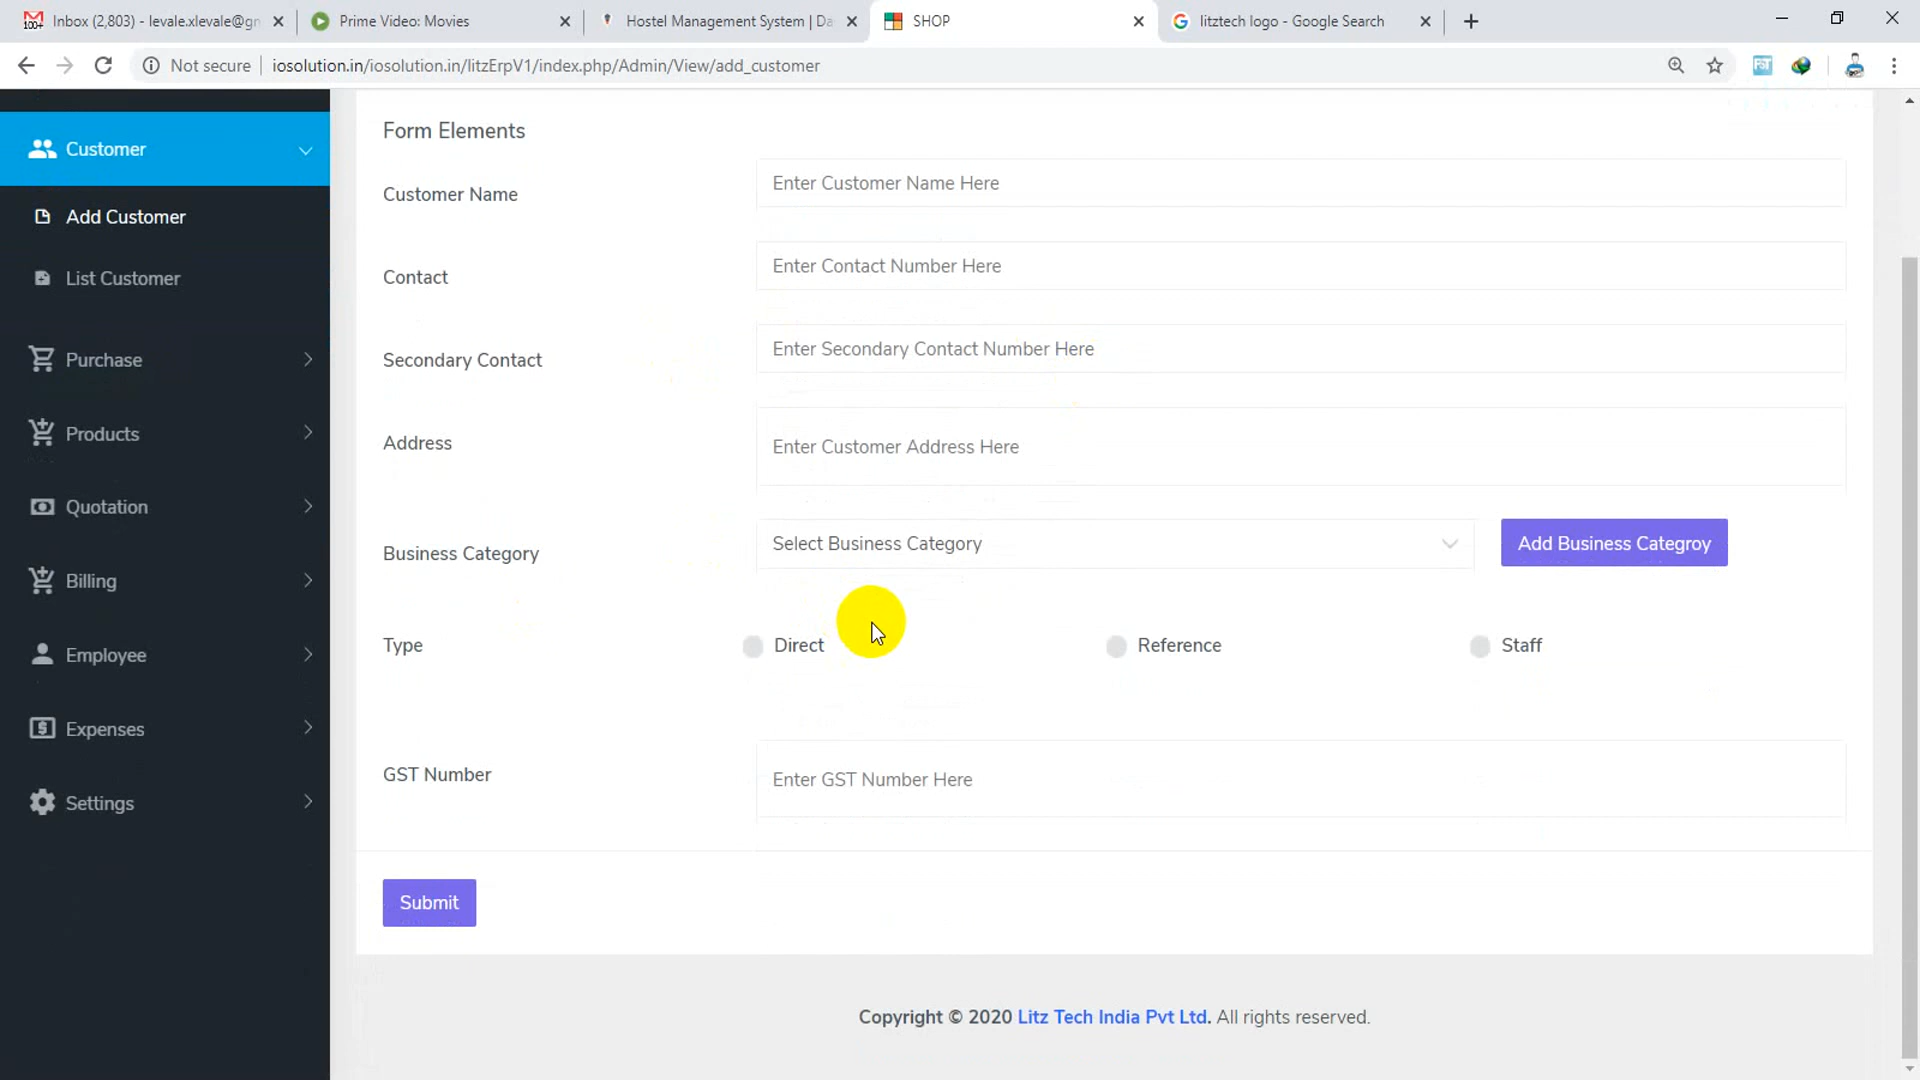 100+ Inbox (2,803) - levale.xlevale@gm
Prime Video: Movies
Hostel Management System | Da
SHOP
litztech logo - Google Search
Not secure
iosolution.in/iosolution.in/litzErpV1/index.php/Admin/View/add_customer
Customer
Add Customer
List Customer
Purchase
Products
Quotation
Billing
Employee
Expenses
Settings
Form Elements
Customer Name
Enter Customer Name Here
Contact
Enter Contact Number Here
Secondary Contact
Enter Secondary Contact Number Here
Address
Enter Customer Address Here
Business Category
Select Business Category
Add Business Categroy
Type
Direct
Reference
Staff
GST Number
Enter GST Number Here
Submit
Copyright © 2020 Litz Tech India Pvt Ltd. All rights reserved.